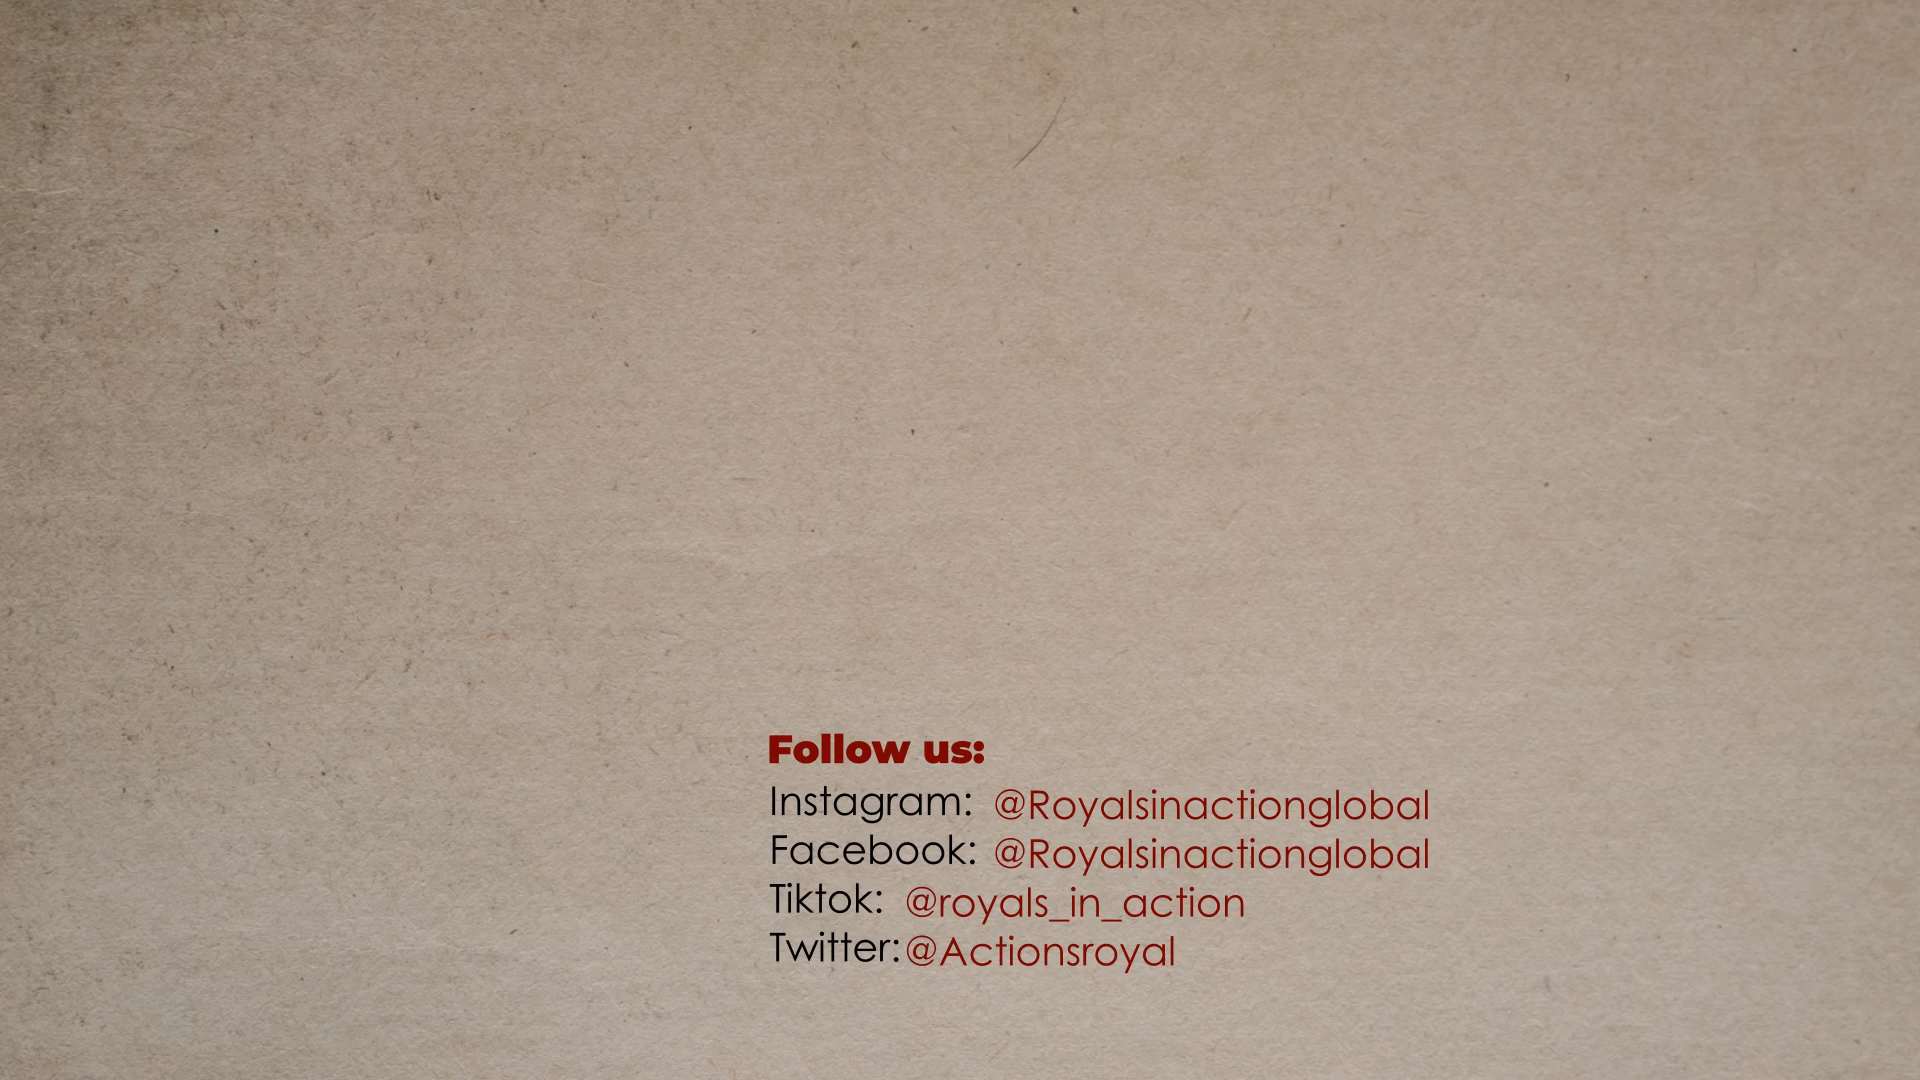 Follow us:
Instagram: @Royalsinactionglobal
Facebook: @Royalsinactionglobal
Tiktok: @royals_in_action
Twitter: @Actionsroyal